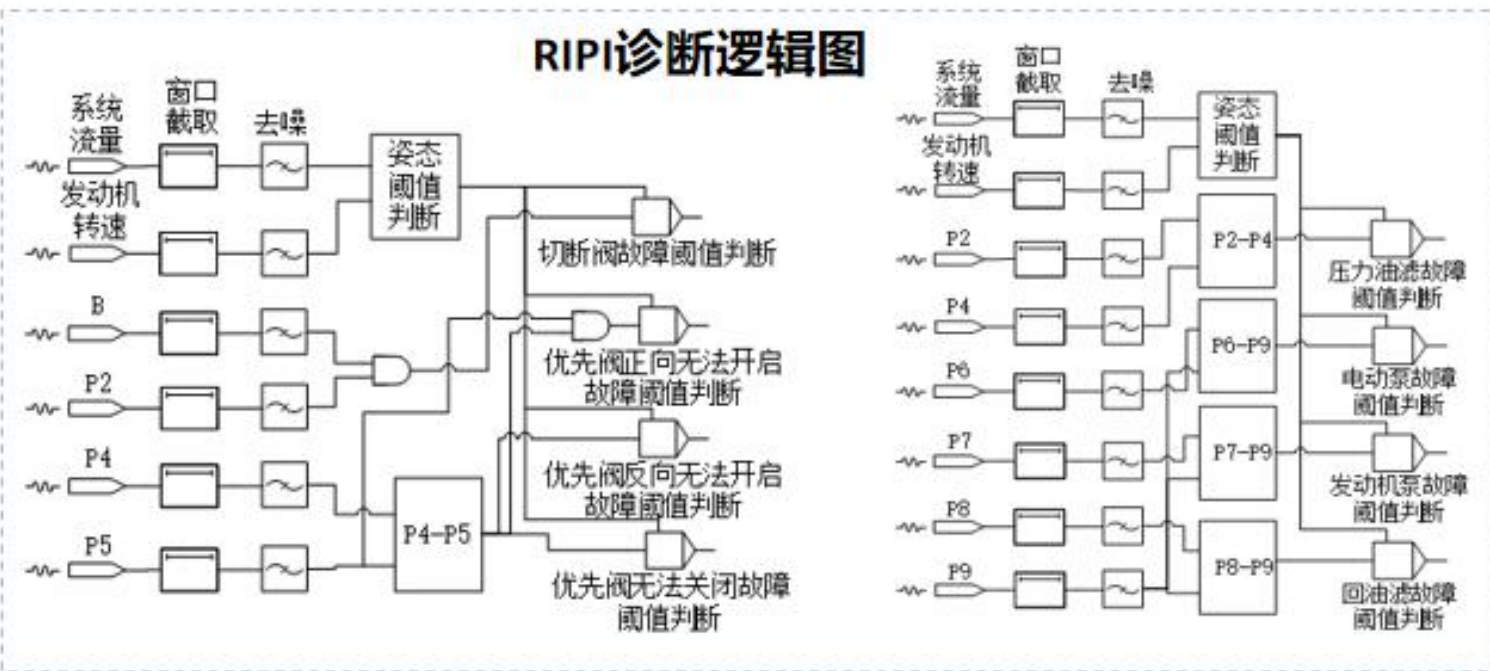 RIPI诊断逻辑图
系统
流量
窗口
截取
去噪
姿态
阈值
判断
发动机
转速
切断阀故障阈值判断
B
优先阀正向无法开启
故障阈值判断
P2
P4
优先阀反向无法开启
故障阈值判断
P4-P5
P5
优先阀无法关闭故障
阈值判断
系统
流量
窗口
截取
去噪
姿态
阈值
判断
发动机
转速
P2
P2-P4
压力油滤故障
阈值判断
P4
P6-P9
电动泵故障
阈值判断
P6
P7
P7-P9
发动机泵故障
阈值判断
P8
P8-P9
P9
回油滤故障
阈值判断